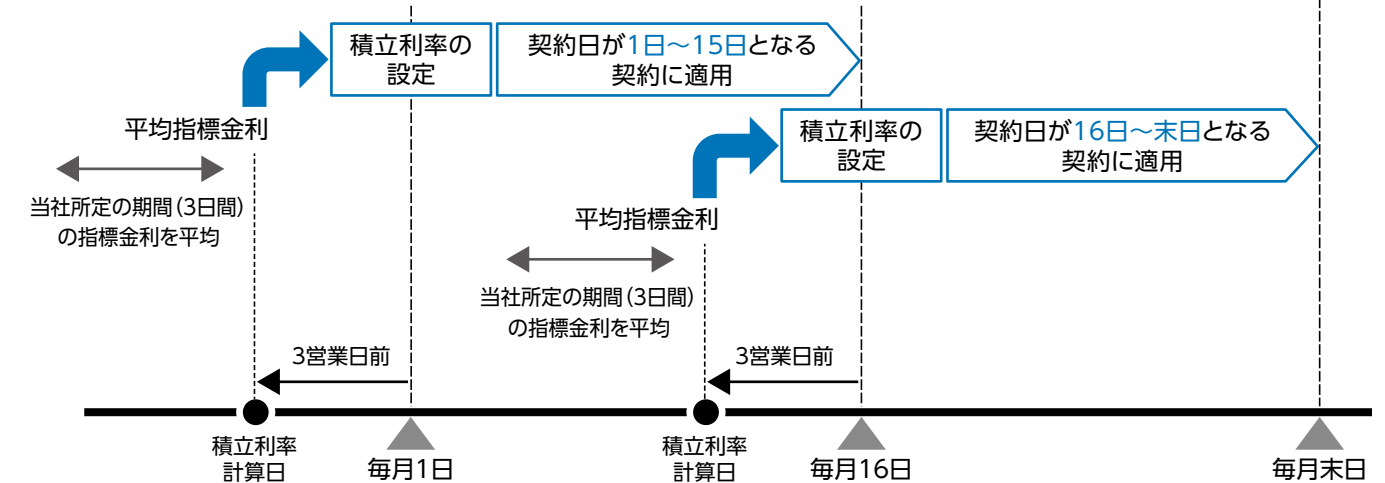 積立利率の
設定
契約日が1日～15日となる
契約に適用
平均指標金利
当社所定の期間（3日間）
の指標金利を平均
積立利率の
設定
契約日が16日～末日となる
契約に適用
平均指標金利
当社所定の期間（3日間）
の指標金利を平均
3営業日前
3営業日前
積立利率
計算日
毎月1日
積立利率
計算日
毎月16日
毎月末日